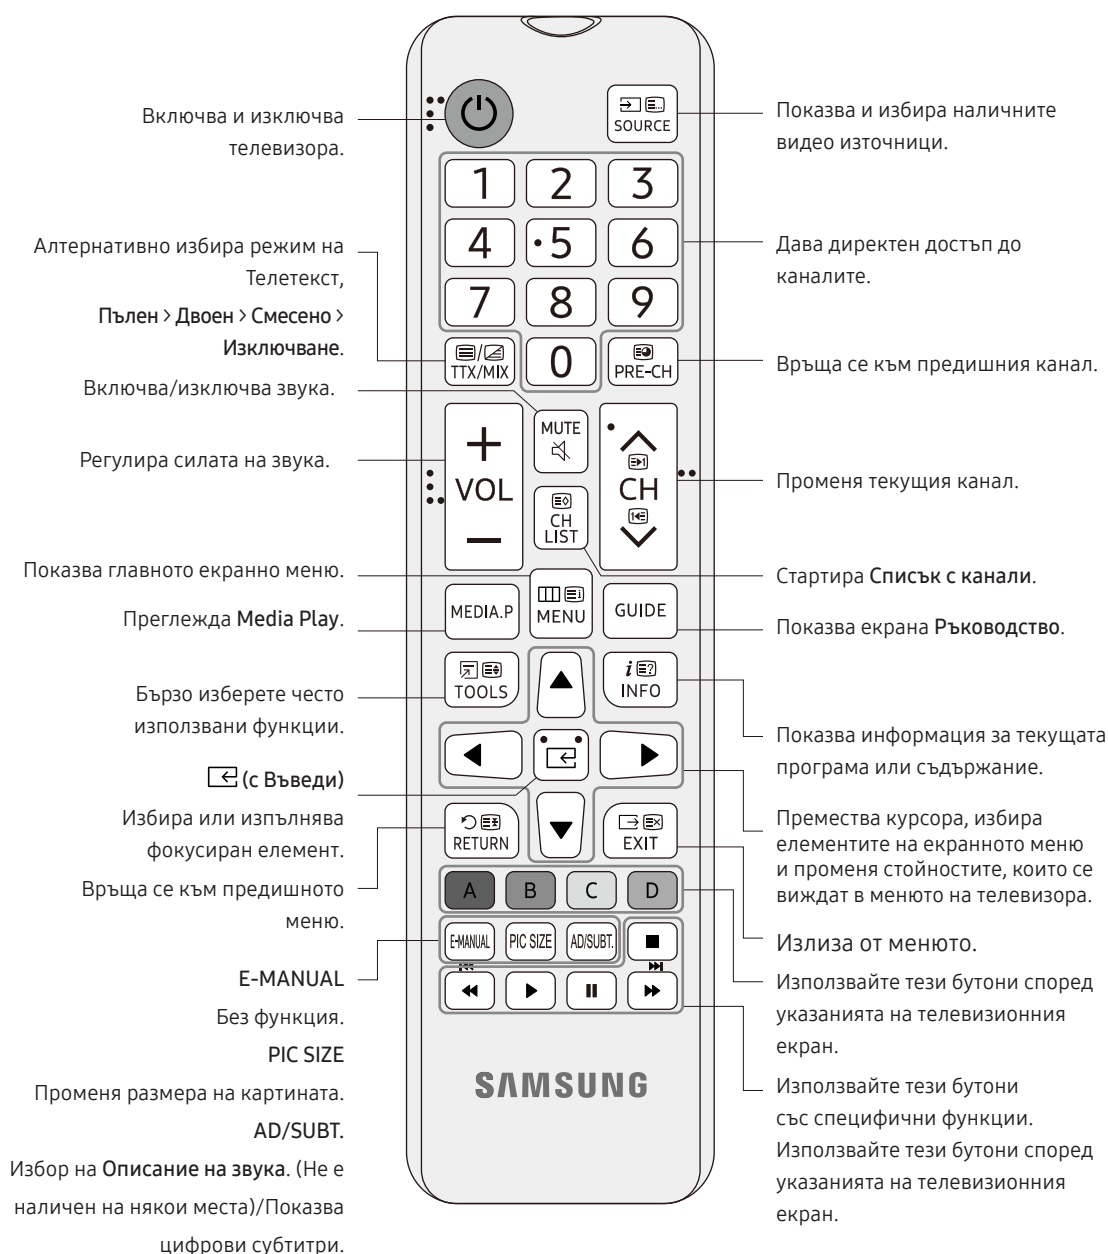 Включва и изключва
телевизора.
Алтернативно избира режим на
Телетекст,
Пълен > Двоен > Смесено >
Изключване.
Включва/изключва звука.
Регулира силата на звука.
Показва главното екранно меню.
Преглежда Media Play.
Бързо изберете често
използвани функции.
(с Въведи)
Избира или изпълнява
фокусиран елемент.
Връща се към предишното
меню.
E-MANUAL
Без функция.
PIC SIZE
Променя размера на картината.
AD/SUBT.
Избор на Описание на звука. (Не е
наличен на някои места)/Показва
цифрови субтитри.
SOURCE
1 2 3
4 5 6
7 8 9
TTX/MIX 0 PRE-CH
MUTE
VOL
CH
CH
LIST
MEDIA.P
MENU
GUIDE
TOOLS
INFO
RETURN
EXIT
A B C D
E-MANUAL PIC SIZE AD/SUBT.
SAMSUNG
Показва и избира наличните
видео източници.
Дава директен достъп до
каналите.
Връща се към предишния канал.
Променя текущия канал.
Стартира Списък с канали.
Показва екрана Ръководство.
Показва информация за текущата
програма или съдържание.
Премества курсора, избира
елементите на екранното меню
и променя стойностите, които се
виждат в менюто на телевизора.
Излиза от менюто.
Използвайте тези бутони според
указанията на телевизионния
екран.
Използвайте тези бутони
със специфични функции.
Използвайте тези бутони според
указанията на телевизионния
екран.